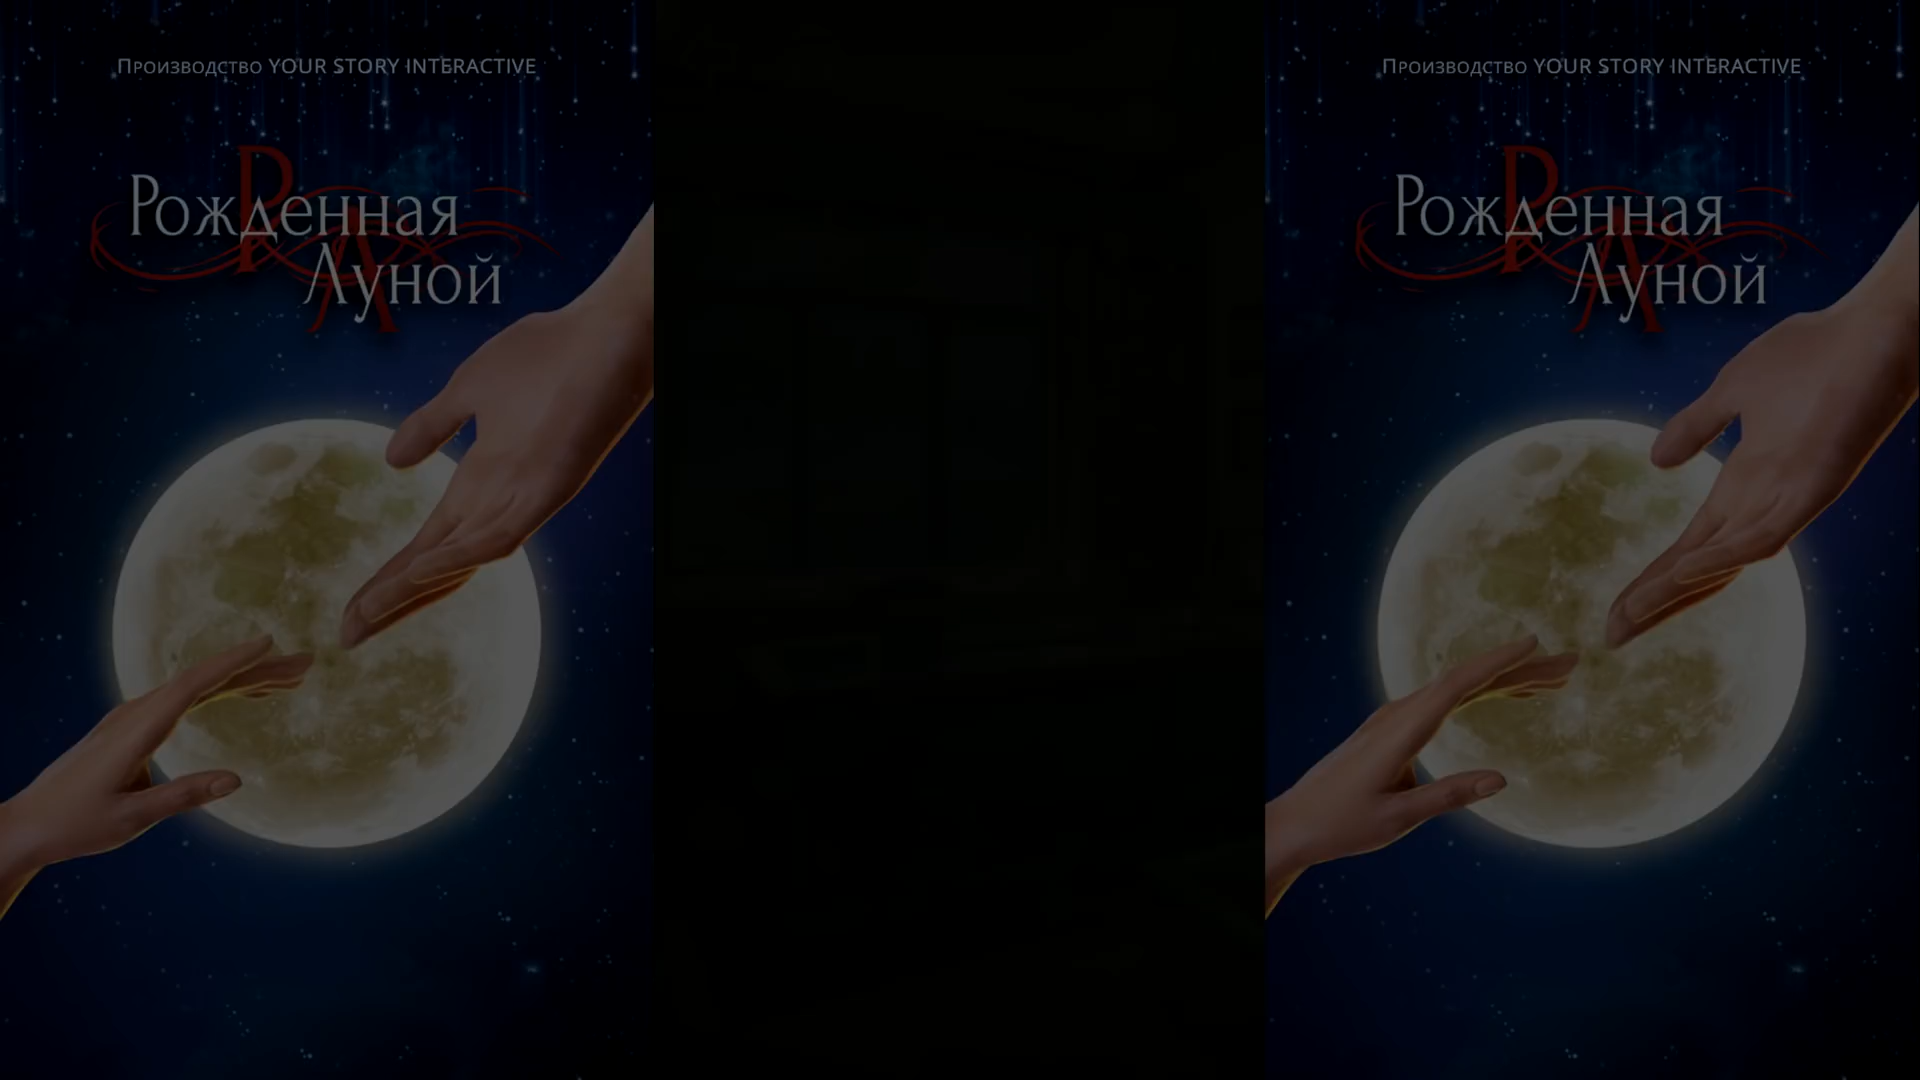 Производство YOUR STORY INTERACTIVE
Рожденная
Луной
Производство YOUR STORY INTERACTIVE
Рожденная
Луной